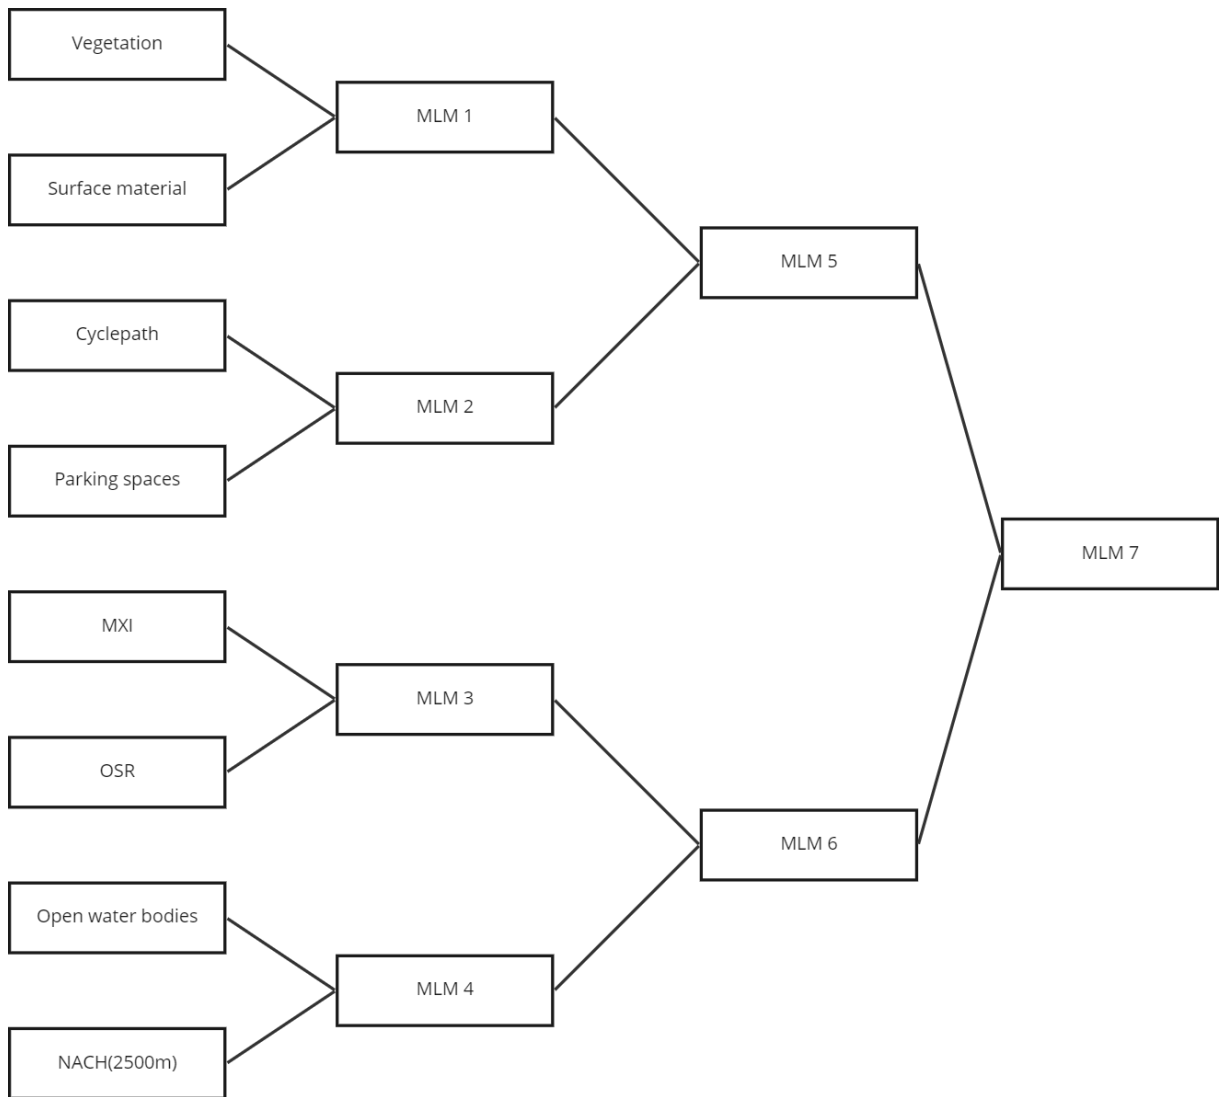 Vegetation
MLM 1
Surface material
MLM 5
Cyclepath
MLM 2
Parking spaces
MLM 7
MXI
MLM 3
OSR
MLM 6
Open water bodies
MLM 4
NACH(2500m)